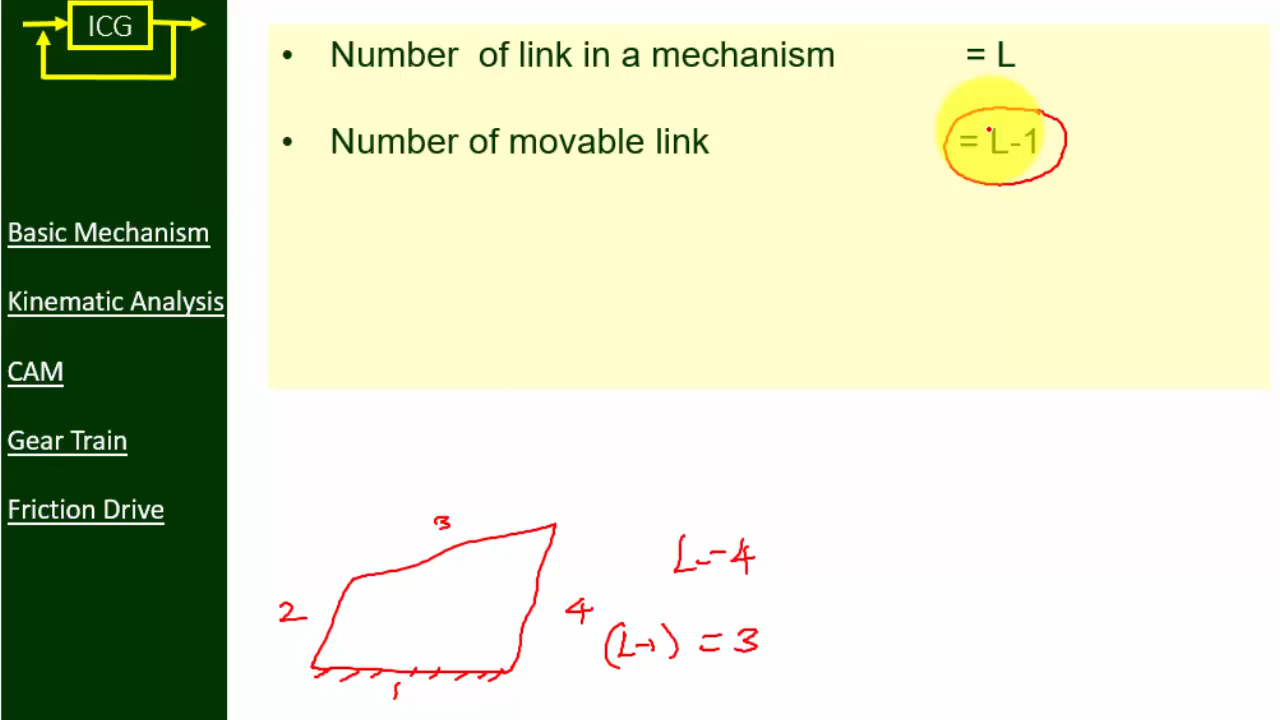 ICG
• Number of link in a mechanism = L
• Number of movable link = L-1
Basic Mechanism
Kinematic Analysis
CAM
Gear Train
Friction Drive
3
2
4
1
L=4
(L-1) = 3